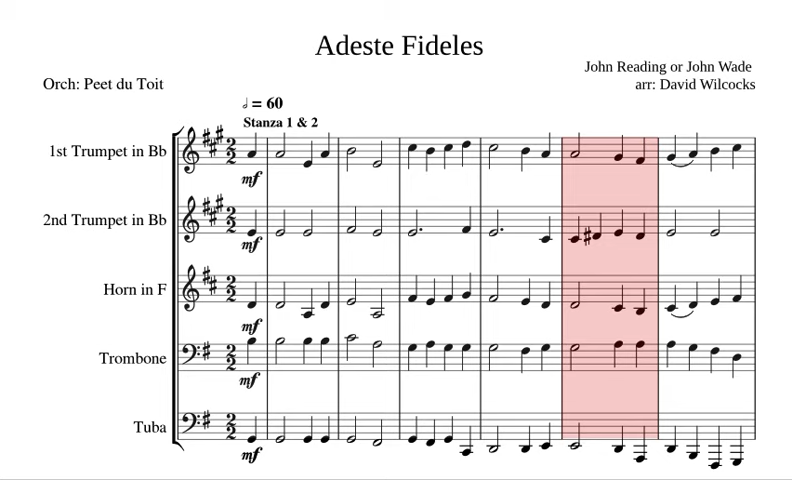 Adeste Fideles
John Reading or John Wade
Orch: Peet du Toit
arr: David Wilcocks
𝅗𝅥 = 60
Stanza 1 & 2
1st Trumpet in Bb
mf
2nd Trumpet in Bb
mf
Horn in F
mf
Trombone
mf
Tuba
mf